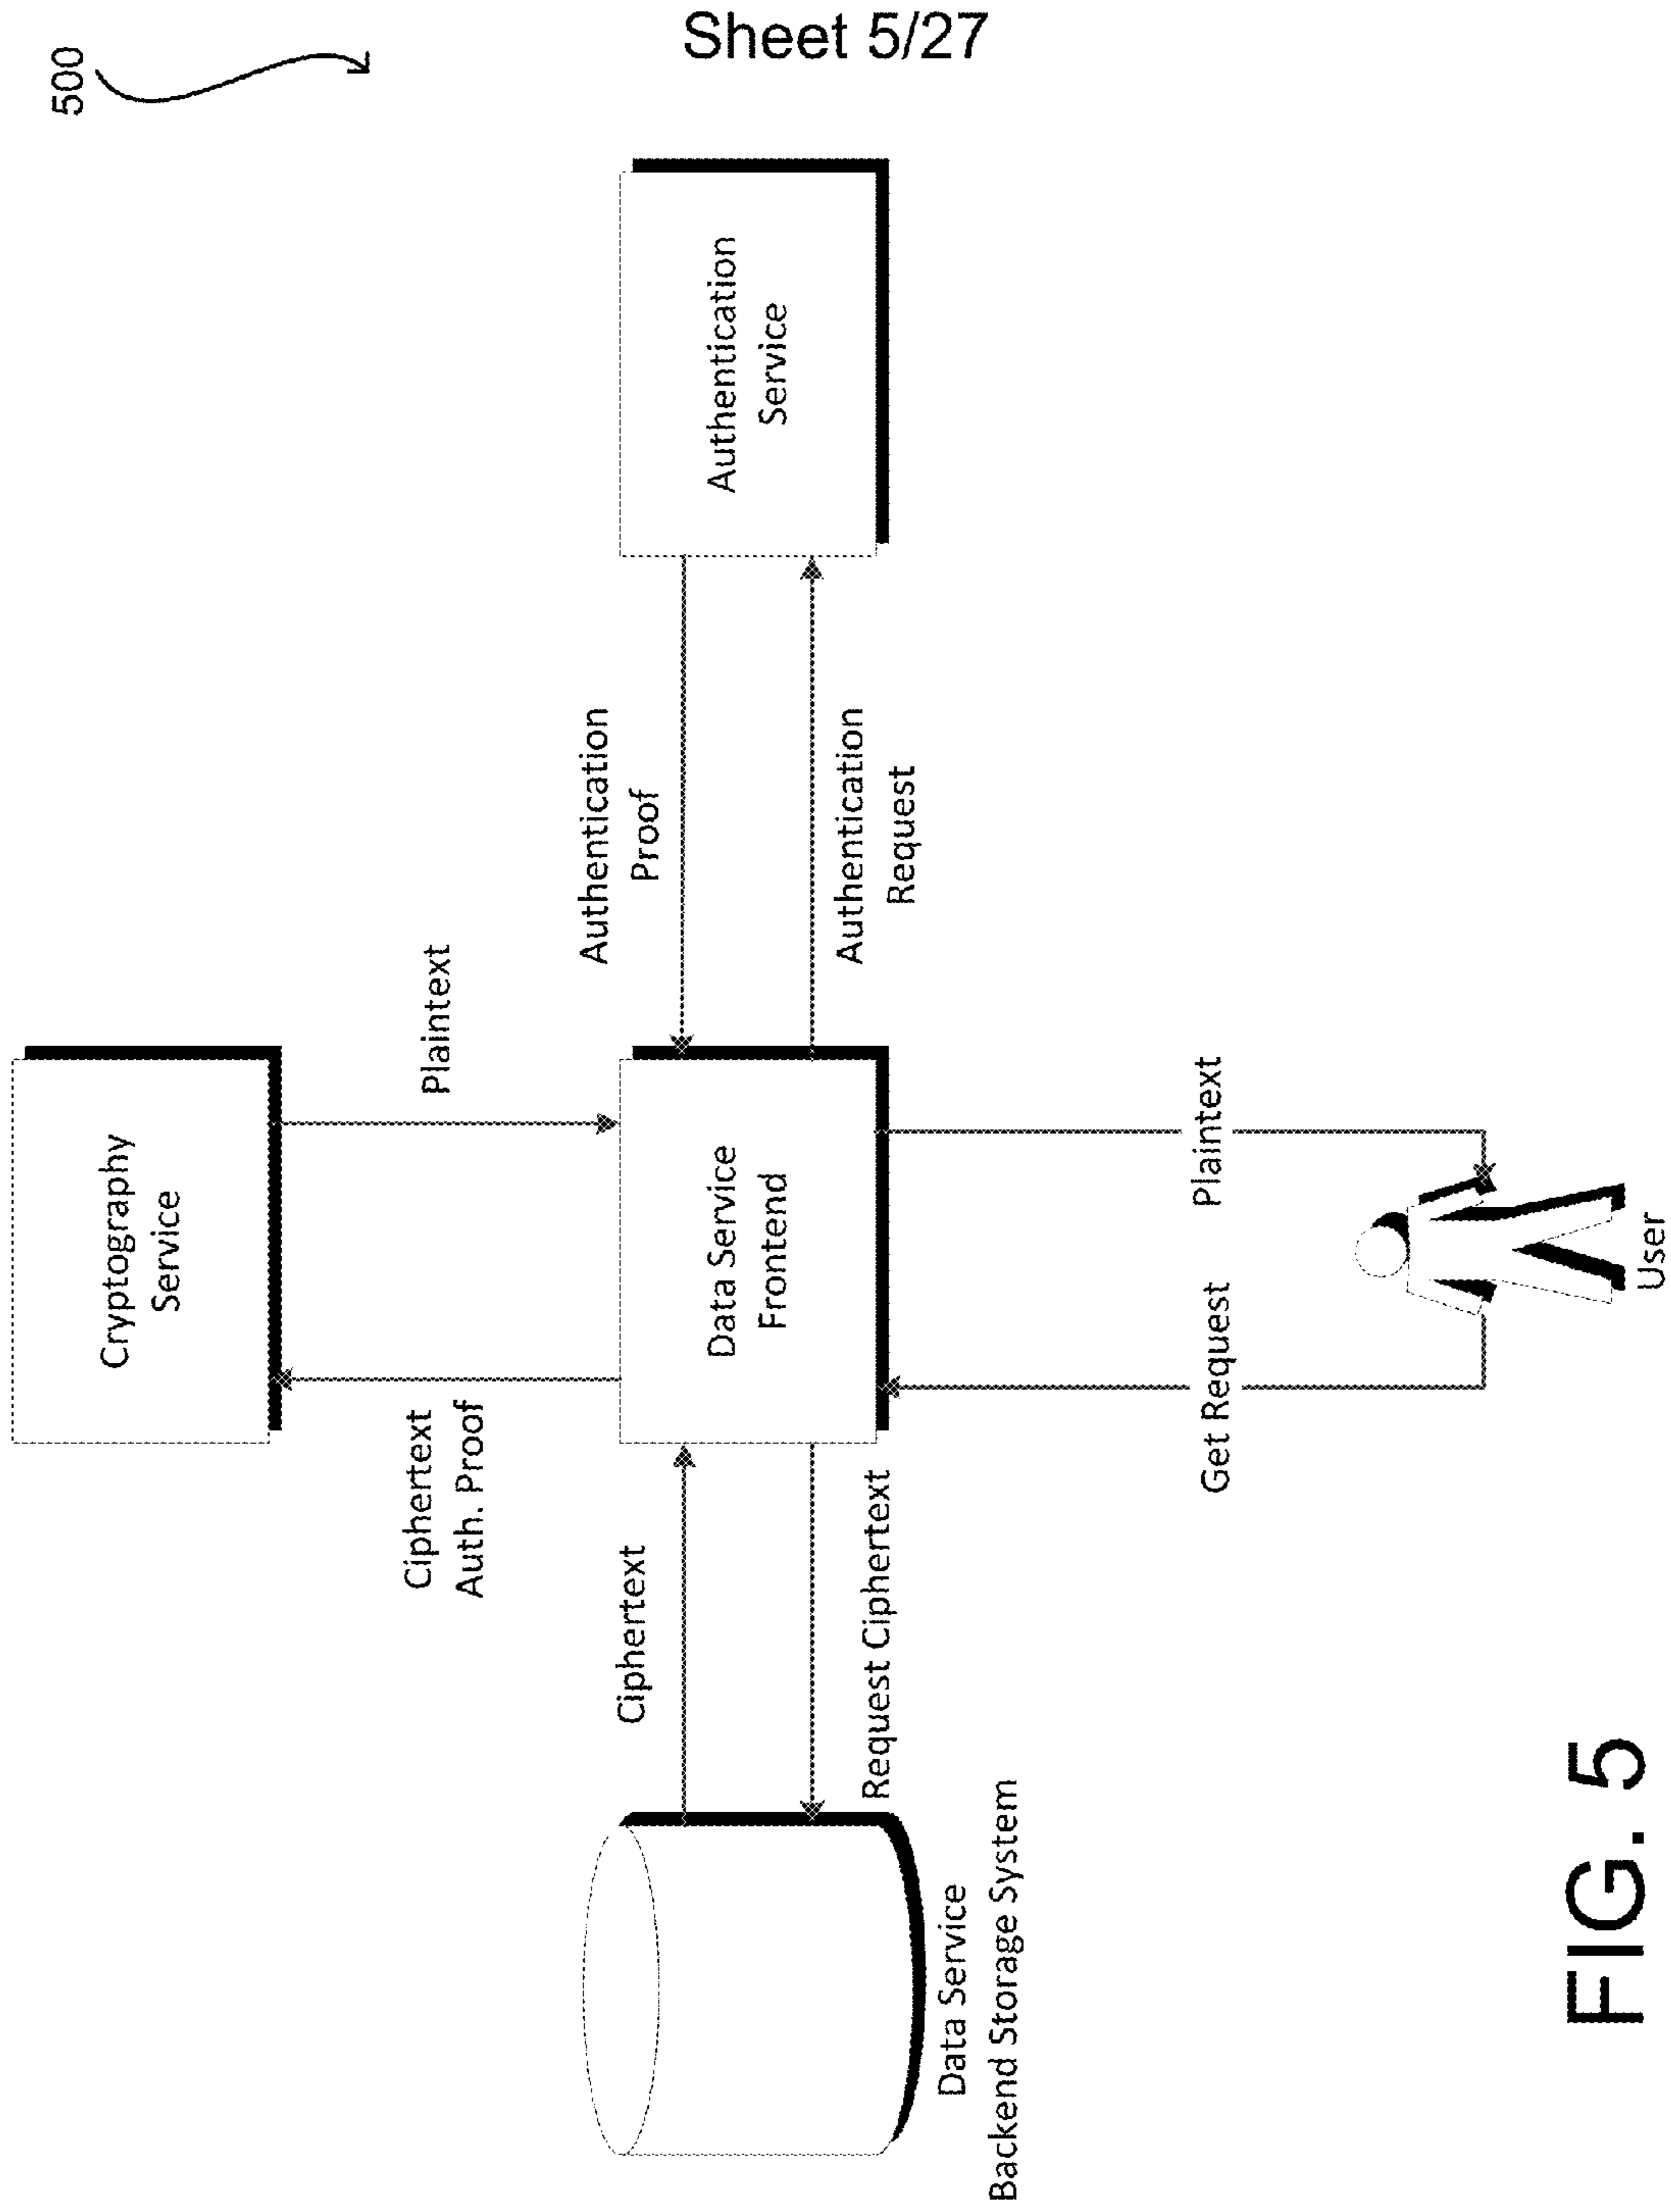 Sheet 5/27
500
Cryptography
Service
Plaintext
Ciphertext
Auth. Proof
Authentication
Proof
Authentication
Service
Authentication
Request
Data Service
Frontend
Ciphertext
Request Ciphertext
Data Service
Backend Storage System
Get Request
Plaintext
User
FIG. 5